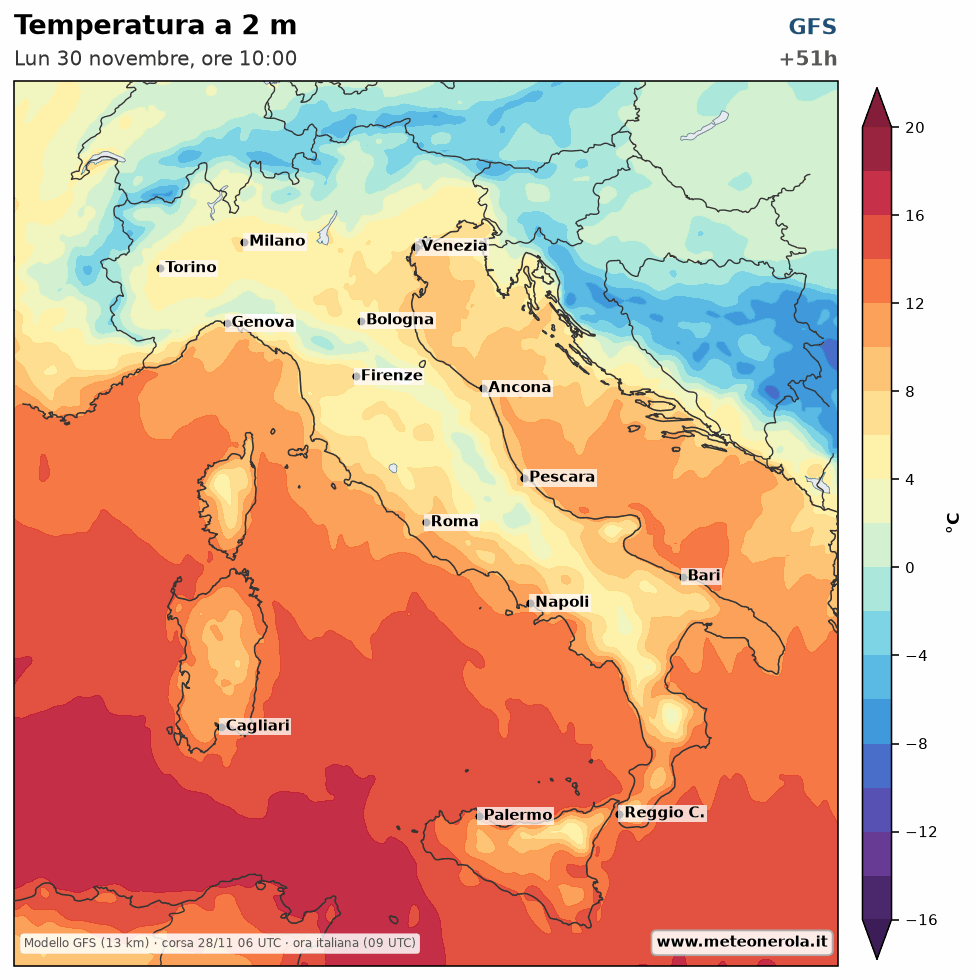 Temperatura a 2 m
GFS
Lun 30 novembre, ore 10:00
+51h
20
16
12
8
4
0
−4
−8
−12
−16
°C
Milano
Venezia
Torino
Genova
Bologna
Firenze
Ancona
Pescara
Roma
Bari
Napoli
Cagliari
Palermo
Reggio C.
Modello GFS (13 km) · corsa 28/11 06 UTC · ora italiana (09 UTC)
www.meteonerola.it